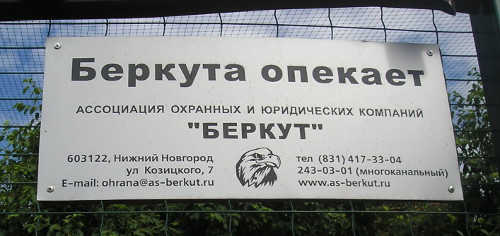 Беркута опекает
АССОЦИАЦИЯ ОХРАННЫХ И ЮРИДИЧЕСКИХ КОМПАНИЙ
"БЕРКУТ"
603122, Нижний Новгород
ул Козицкого, 7
E-mail: ohrana@as-berkut.ru
тел (831) 417-33-04
243-03-01 (многоканальный)
www.as-berkut.ru